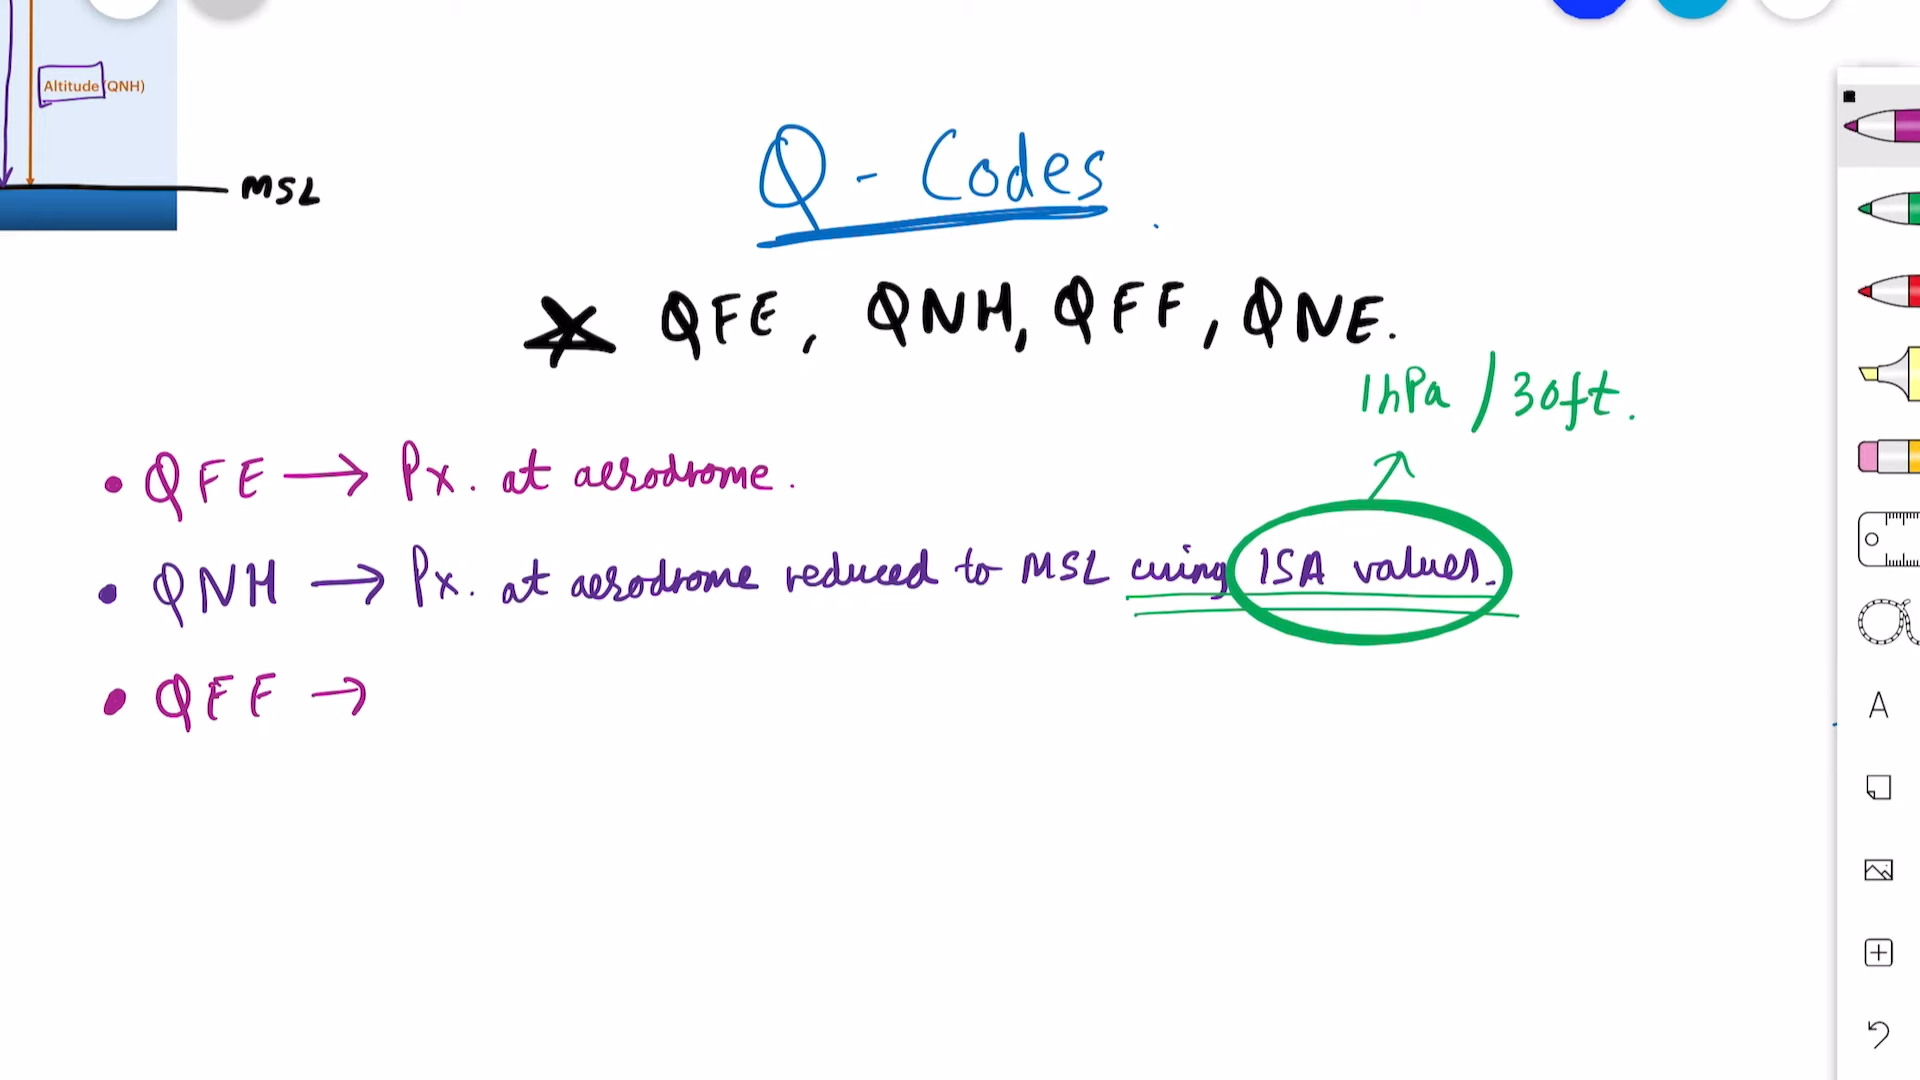 Altitude (QNH)
MSL
Q - Codes
QFE, QNH, QFF, QNE.
1hPa / 30ft.
• QFE → Px. at aerodrome.
• QNH → Px. at aerodrome reduced to MSL using ISA values.
• QFF →
A